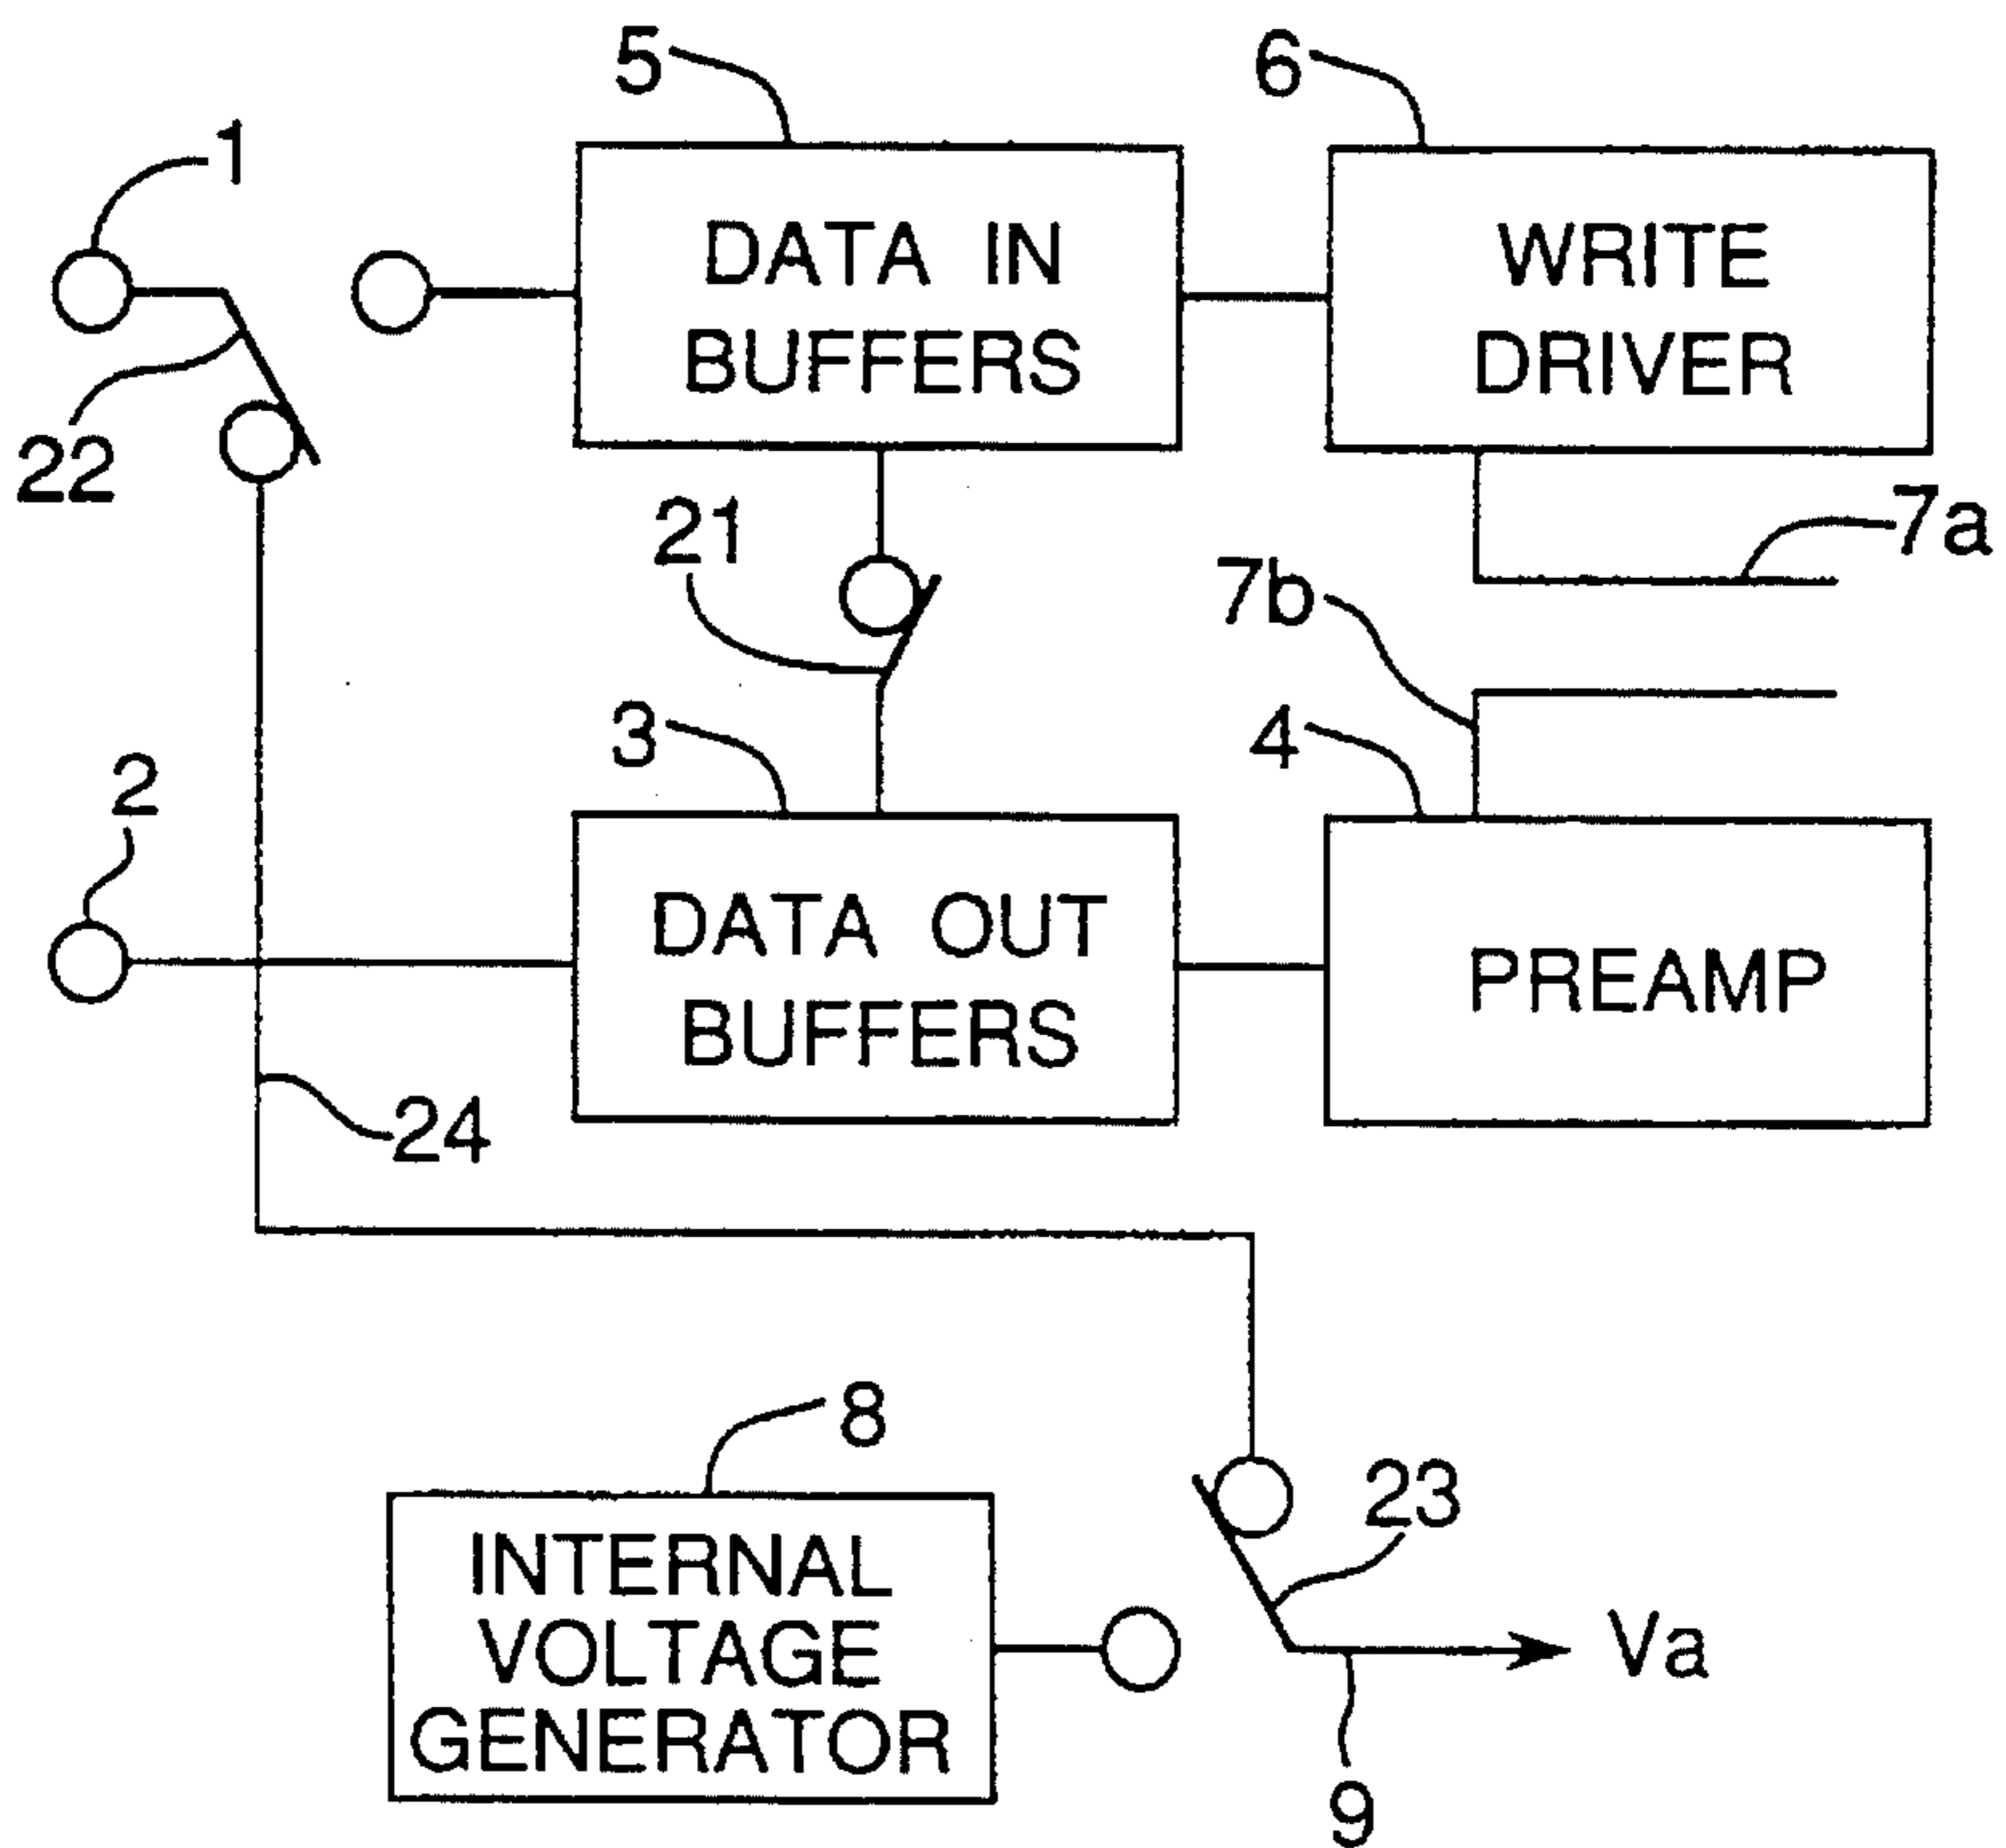 5
6
1
DATA IN
BUFFERS
WRITE
DRIVER
22
21
7a
7b
3
4
2
DATA OUT
BUFFERS
PREAMP
24
8
23
INTERNAL
VOLTAGE
GENERATOR
Va
9